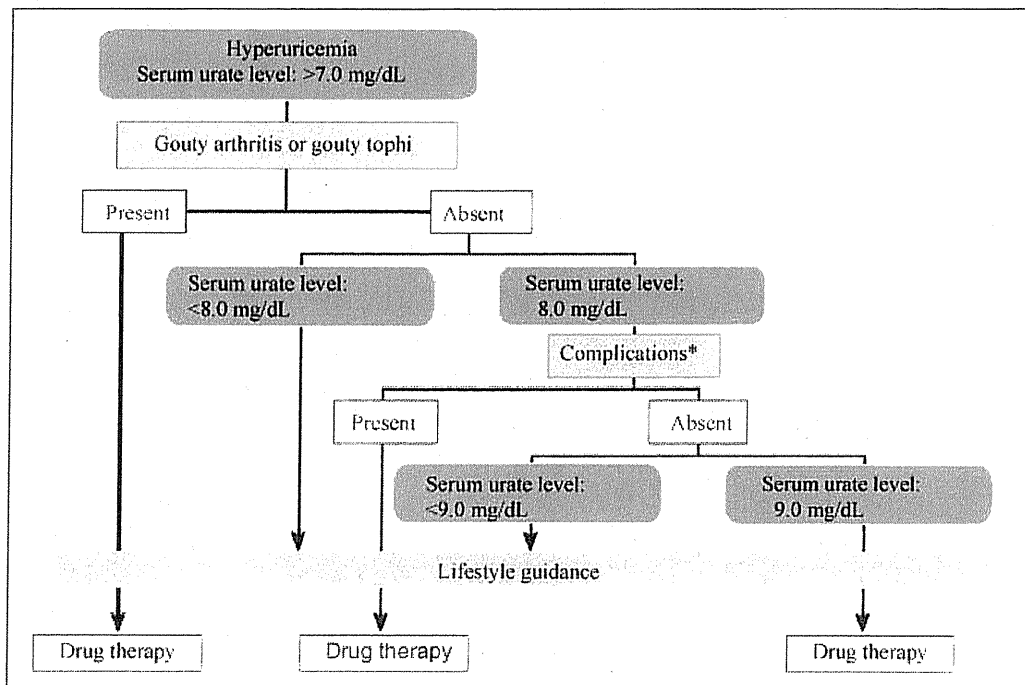 Hyperuricemia
Serum urate level: >7.0 mg/dL
Gouty arthritis or gouty tophi
Present
Absent
Serum urate level:
<8.0 mg/dL
Serum urate level:
8.0 mg/dL
Complications*
Present
Absent
Serum urate level:
<9.0 mg/dL
Serum urate level:
9.0 mg/dL
Lifestyle guidance
Drug therapy
Drug therapy
Drug therapy